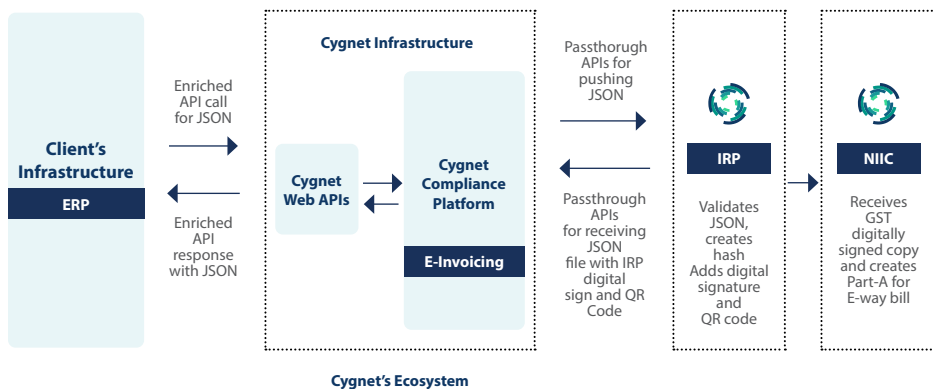 Client's
Infrastructure
ERP
Enriched
API call
for JSON
Enriched
API
response
with JSON
Cygnet Infrastructure
Cygnet
Web APIs
Cygnet
Compliance
Platform
E-Invoicing
Passthorugh
APIs for
pushing
JSON
Passthrough
APIs
for receiving
JSON
file with IRP
digital
sign and QR
Code
IRP
Validates
JSON,
creates
hash
Adds digital
signature
and
QR code
NIIC
Receives
GST
digitally
signed copy
and creates
Part-A for
E-way bill
Cygnet's Ecosystem